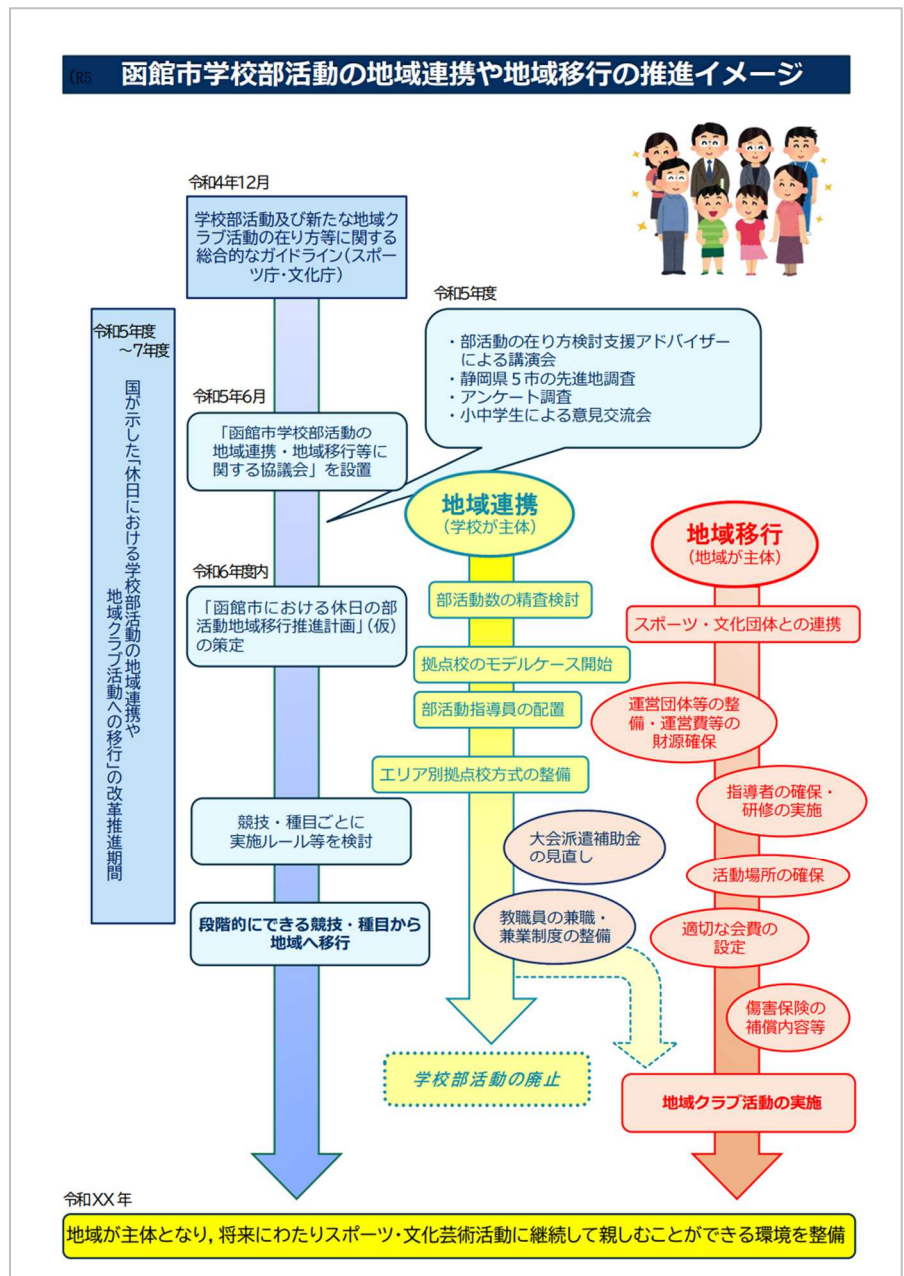 (R5 函館市学校部活動の地域連携や地域移行の推進イメージ
令和4年12月
学校部活動及び新たな地域ク
ラブ活動の在り方等に関する
総合的なガイドライン(スポー
ツ庁・文化庁)
令和5年度
～7年度
国が示した「休日における学校部活動の地域連携や
地域クラブ活動への移行」の改革推進期間
令和5年度
・部活動の在り方検討支援アドバイザー
による講演会
・静岡県５市の先進地調査
・アンケート調査
・小中学生による意見交流会
令和5年6月
「函館市学校部活動の
地域連携・地域移行等に
関する協議会」を設置
令和6年度内
「函館市における休日の部
活動地域移行推進計画」(仮)
の策定
競技・種目ごとに
実施ルール等を検討
段階的にできる競技・種目から
地域へ移行
地域連携
(学校が主体)
部活動数の精査検討
拠点校のモデルケース開始
部活動指導員の配置
エリア別拠点校方式の整備
大会派遣補助金
の見直し
教職員の兼職・
兼業制度の整備
学校部活動の廃止
地域移行
(地域が主体)
スポーツ・文化団体との連携
運営団体等の整
備・運営費等の
財源確保
指導者の確保・
研修の実施
活動場所の確保
適切な会費の
設定
傷害保険の
補償内容等
地域クラブ活動の実施
令和XX年
地域が主体となり，将来にわたりスポーツ・文化芸術活動に継続して親しむことができる環境を整備